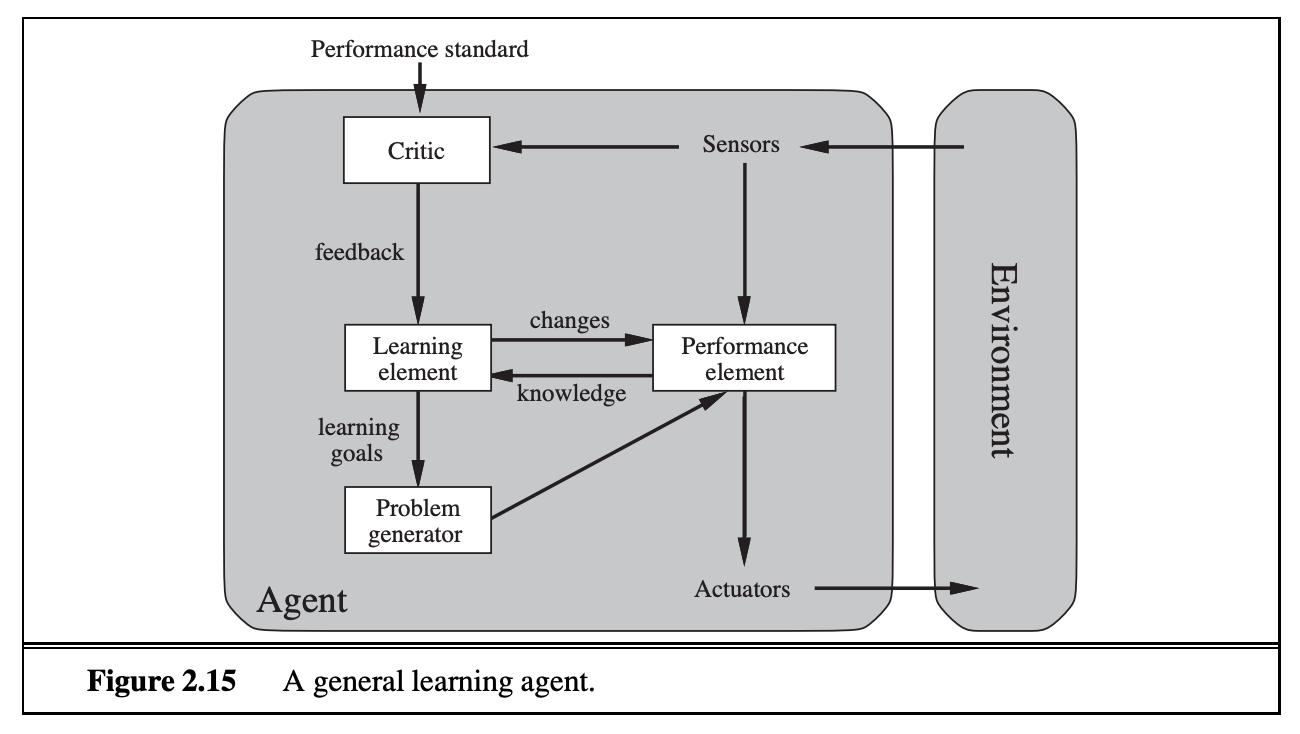 Performance standard
Critic
Sensors
feedback
Learning
element
changes
Performance
element
knowledge
learning
goals
Problem
generator
Agent
Actuators
Environment
Figure 2.15 A general learning agent.